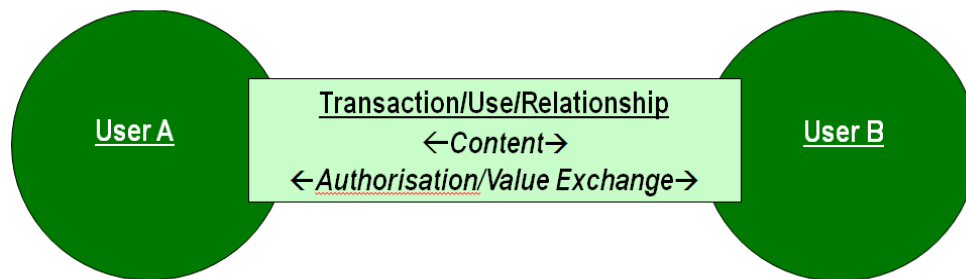 User A
Transaction/Use/Relationship
←Content→
←Authorisation/Value Exchange→
User B